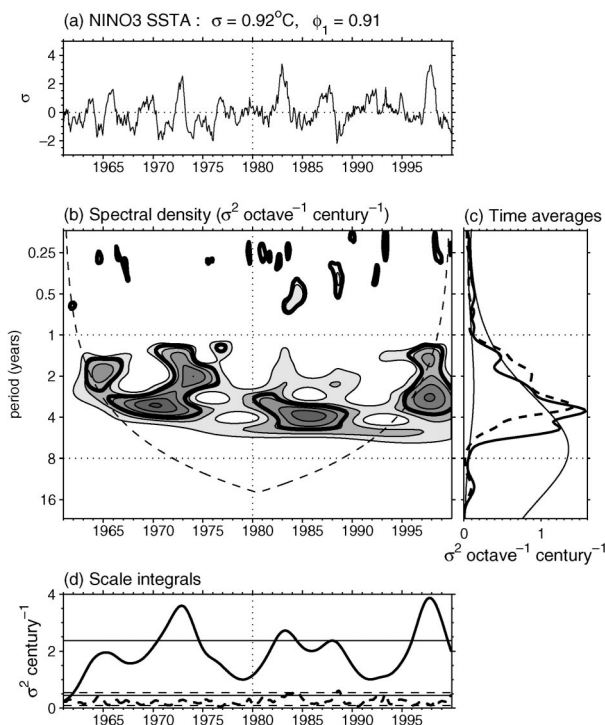 (a) NINO3 SSTA : σ = 0.92°C, ϕ₁ = 0.91
4
2
0
−2
σ
1965 1970 1975 1980 1985 1990 1995
(b) Spectral density (σ² octave⁻¹ century⁻¹)
(c) Time averages
0.25
0.5
1
2
4
8
16
period (years)
1965 1970 1975 1980 1985 1990 1995
0 1
σ² octave⁻¹ century⁻¹
(d) Scale integrals
4
2
0
σ² century⁻¹
1965 1970 1975 1980 1985 1990 1995